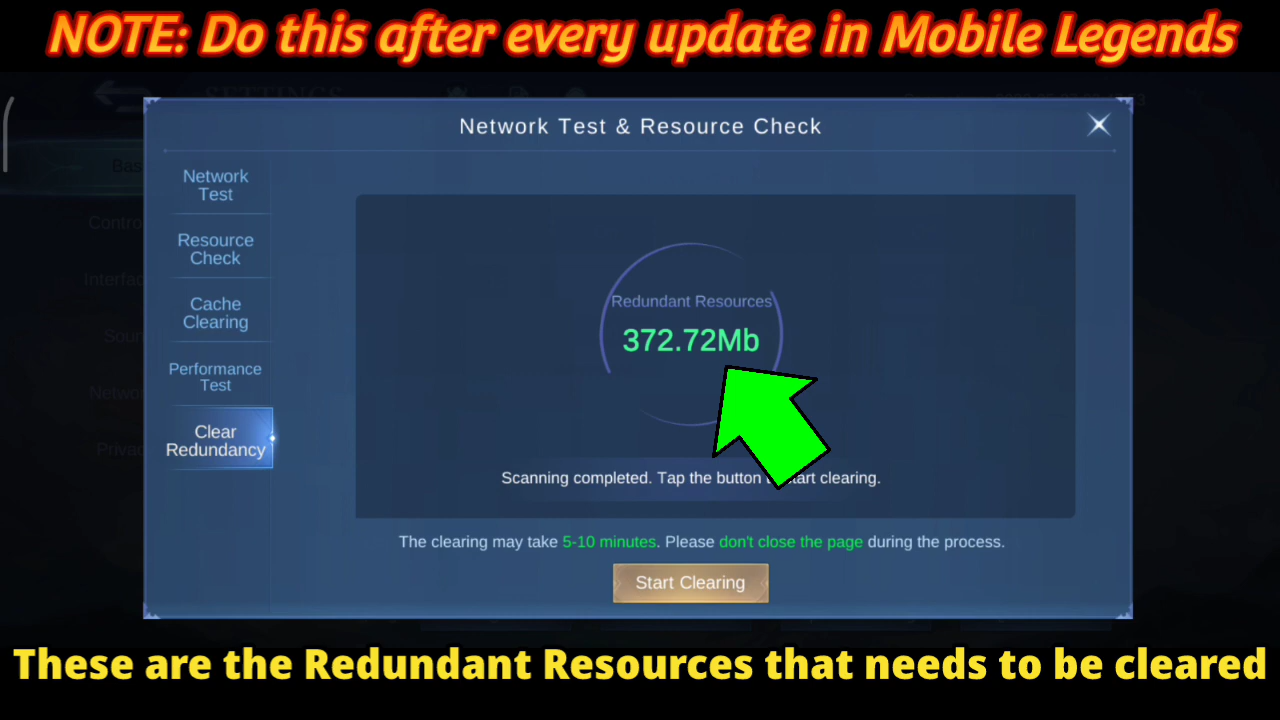 NOTE: Do this after every update in Mobile Legends
SETTINGS
Network Test & Resource Check
Network
Test
Resource
Check
Cache
Clearing
Performance
Test
Clear
Redundancy
Redundant Resources
372.72Mb
Scanning completed. Tap the button clearing.
The clearing may take 5-10 minutes. Please don't close the page during the process.
Start Clearing
These are the Redundant Resources that needs to be cleared